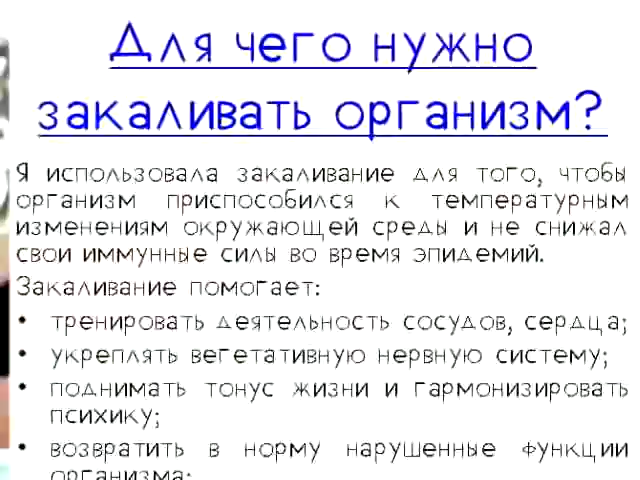 Для чего нужно
закаливать организм?
Я использовала закаливание для того, чтобы
организм приспособился к температурным
изменениям окружающей среды и не снижал
свои иммунные силы во время эпидемий.
Закаливание помогает:
• тренировать деятельность сосудов, сердца;
• укреплять вегетативную нервную систему;
• поднимать тонус жизни и гармонизировать
психику;
• возвратить в норму нарушенные функции
организма;